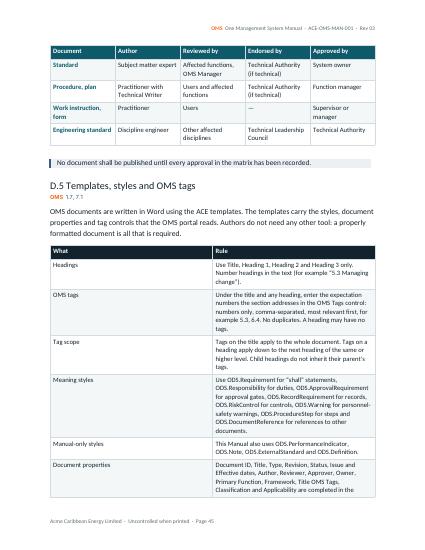 OMS One Management System Manual · ACE-OMS-MAN-001 · Rev 03
Document Author Reviewed by Endorsed by Approved by
Standard Subject matter expert Affected functions, Technical Authority System owner
OMS Manager (if technical)
Procedure, plan Practitioner with Users and affected Technical Authority Function manager
Technical Writer functions (if technical)
Work instruction, Practitioner Users — Supervisor or
form manager
Engineering standard Discipline engineer Other affected Technical Leadership Technical Authority
disciplines Council
No document shall be published until every approval in the matrix has been recorded.
D.5 Templates, styles and OMS tags
OMS 1.7, 7.1
OMS documents are written in Word using the ACE templates. The templates carry the styles, document
properties and tag controls that the OMS portal reads. Authors do not need any other tool: a properly
formatted document is all that is required.
What Rule
Headings Use Title, Heading 1, Heading 2 and Heading 3 only.
Number headings in the text (for example "5.3 Managing
change").
OMS tags Under the title and any heading, enter the expectation
numbers the section addresses in the OMS Tags control:
numbers only, comma-separated, most relevant first, for
example 5.3, 6.4. No duplicates. A heading may have no
tags.
Tag scope Tags on the title apply to the whole document. Tags on a
heading apply down to the next heading of the same or
higher level. Child headings do not inherit their parent's
tags.
Meaning styles Use ODS.Requirement for "shall" statements,
ODS.Responsibility for duties, ODS.ApprovalRequirement
for approval gates, ODS.RecordRequirement for records,
ODS.RiskControl for controls, ODS.Warning for personnel-
safety warnings, ODS.ProcedureStep for steps and
ODS.DocumentReference for references to other
documents.
Manual-only styles This Manual also uses ODS.PerformanceIndicator,
ODS.Note, ODS.ExternalStandard and ODS.Definition.
Document properties Document ID, Title, Type, Revision, Status, Issue and
Effective dates, Author, Reviewer, Approver, Owner,
Primary Function, Framework, Title OMS Tags,
Classification and Applicability are completed in the
Acme Caribbean Energy Limited · Uncontrolled when printed · Page 45